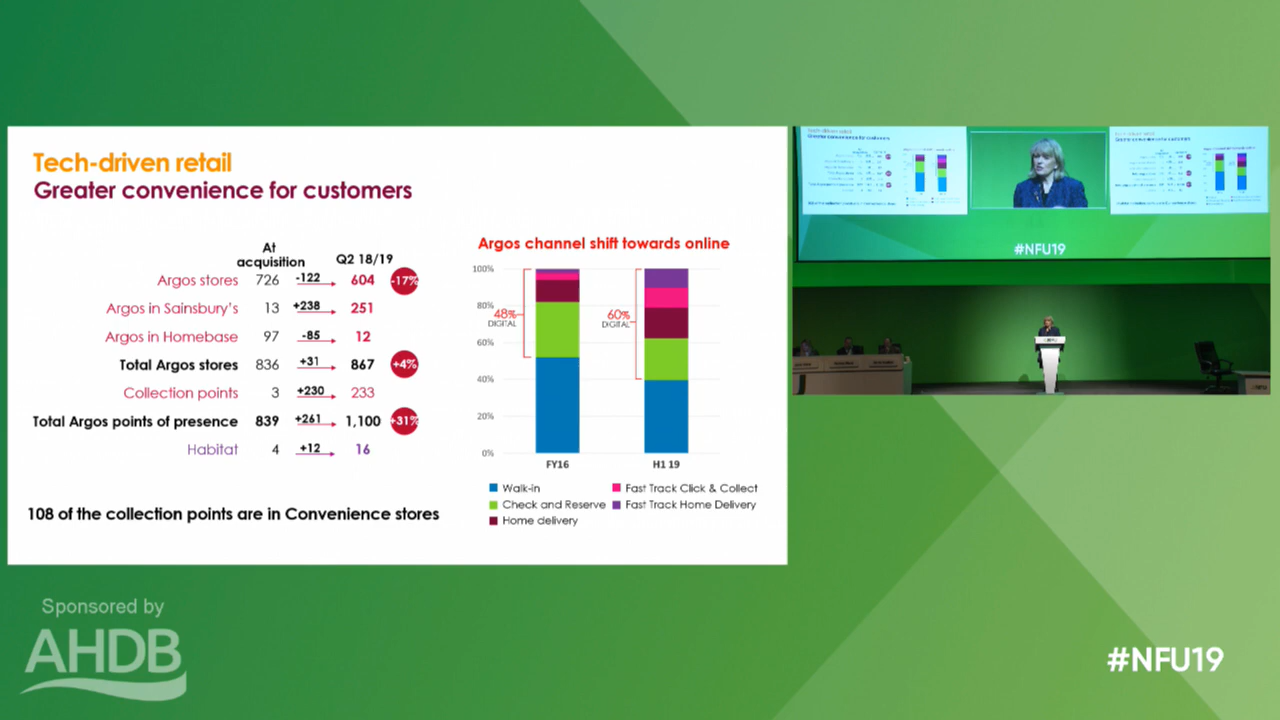 Tech-driven retail
Greater convenience for customers
At
acquisition
Q2 18/19
Argos stores 726 -122 604 -17%
Argos in Sainsbury's 13 +238 251
Argos in Homebase 97 -85 12
Total Argos stores 836 +31 867 +4%
Collection points 3 +230 233
Total Argos points of presence 839 +261 1,100 +31%
Habitat 4 +12 16
108 of the collection points are in Convenience stores
Argos channel shift towards online
100%
80%
60%
40%
20%
0%
48%
DIGITAL
60%
DIGITAL
FY16
H1 19
Walk-in
Fast Track Click & Collect
Check and Reserve
Fast Track Home Delivery
Home delivery
#NFU19
Sponsored by
AHDB
#NFU19